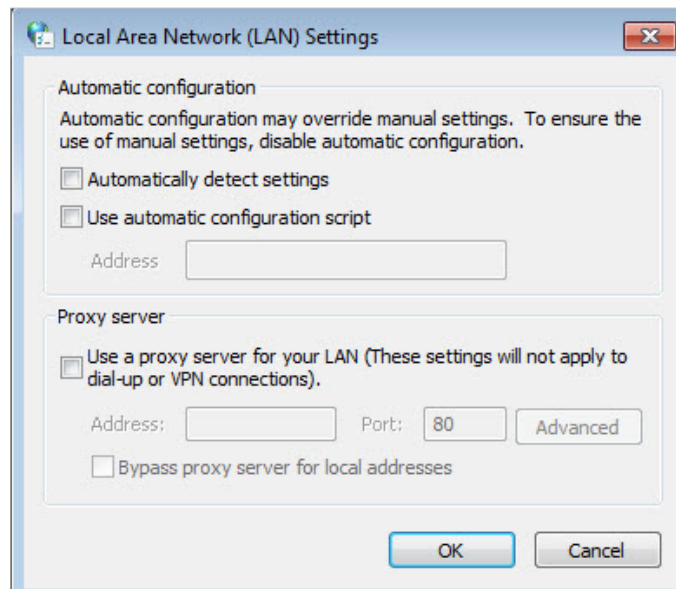 Local Area Network (LAN) Settings
Automatic configuration
Automatic configuration may override manual settings. To ensure the
use of manual settings, disable automatic configuration.
Automatically detect settings
Use automatic configuration script
Address
Proxy server
Use a proxy server for your LAN (These settings will not apply to
dial-up or VPN connections).
Address: Port: 80 Advanced
Bypass proxy server for local addresses
OK Cancel